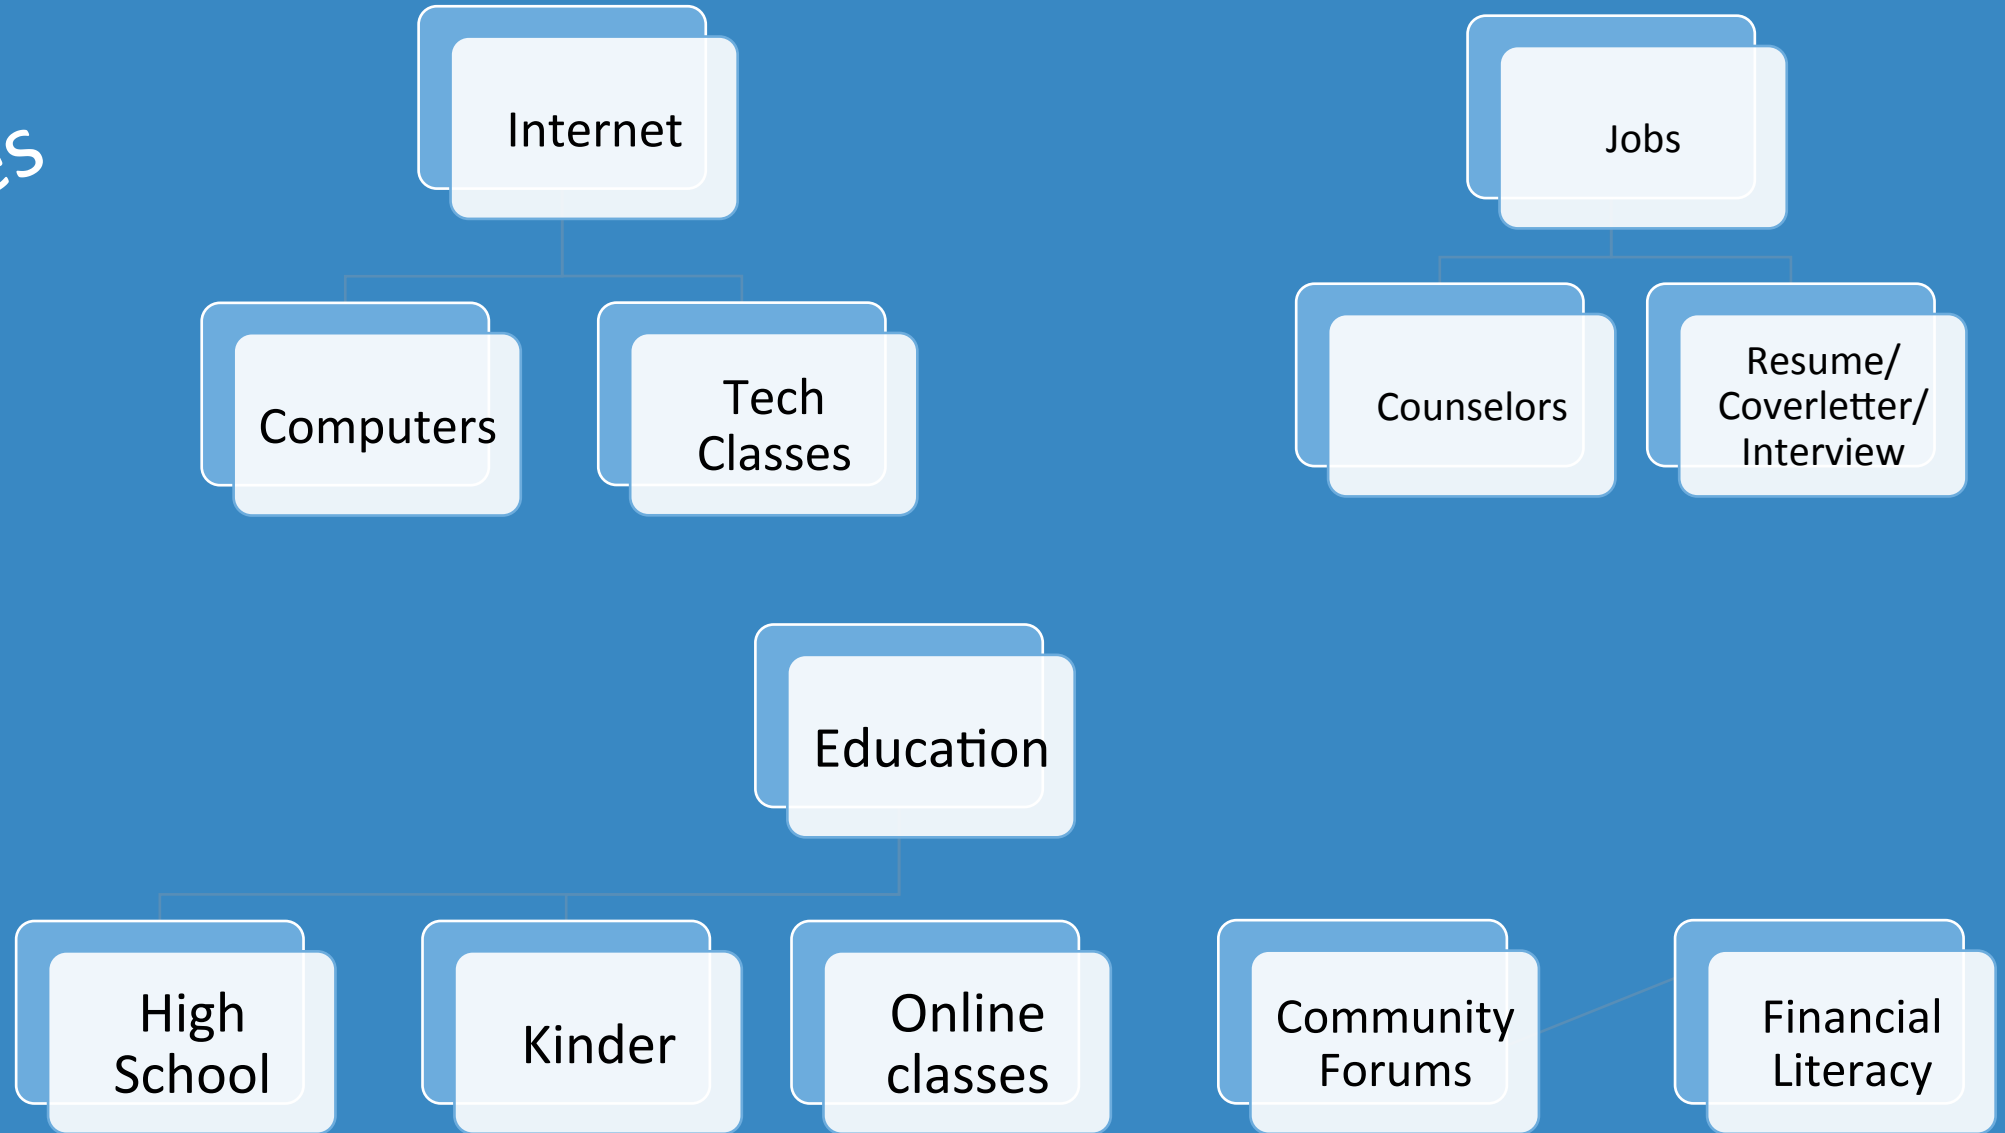 es
Internet
Jobs
Computers
Tech
Classes
Counselors
Resume/
Coverletter/
Interview
Education
High
School
Kinder
Online
classes
Community
Forums
Financial
Literacy